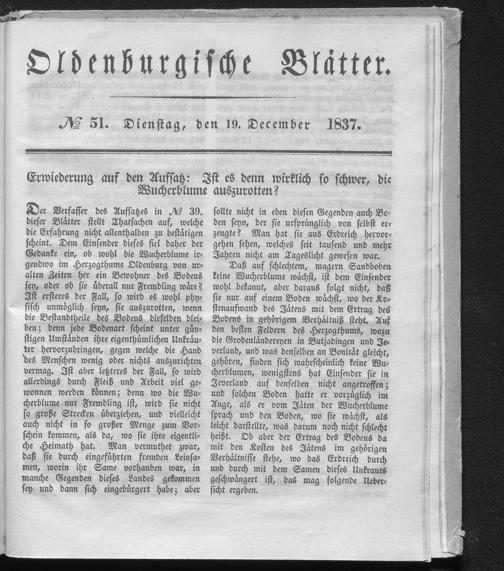 Oldenburgische Blätter.
№ 51. Dienstag, den 19. December 1837.
Erwiederung auf den Aufsatz: Ist es denn wirklich so schwer, die
Wucherblume auszurotten?
Der Verfasser des Aufsatzes in № 39.
dieser Blätter stellt Thatsachen auf, welche
die Erfahrung nicht allenthalben zu bestätigen
scheint. Dem Einsender dieses fiel daher der
Gedanke ein, ob wohl die Wucherblume ir-
gendwo im Herzogthume Oldenburg von ur-
alten Zeiten her ein Bewohner des Bodens
sey, oder ob sie überall nur Fremdling wäre?
Ist ersteres der Fall, so wird es wohl phy-
sisch unmöglich seyn, sie auszurotten, wenn
die Bestandtheile des Bodens dieselben blei-
ben; denn jede Bodenart scheint unter gün-
stigen Umständen ihre eigenthümlichen Unkräu-
ter hervorzubringen, gegen welche die Hand
des Menschen wenig oder nichts auszurichten
vermag. Ist aber letzteres der Fall, so wird
allerdings durch Fleiß und Arbeit viel ge-
wonnen werden können; denn wo die Wu-
cherblume nur Fremdling ist, wird sie nicht
so große Strecken überziehen, und vielleicht
auch nicht in so großer Menge zum Vor-
schein kommen, als da, wo sie ihre eigentli-
che Heimath hat. Man vermuthet zwar,
daß sie durch eingeführten fremden Leinsa-
men, worin ihr Same vorhanden war, in
manche Gegenden dieses Landes gekommen
sey und dann sich eingebürgert habe; aber
sollte nicht in eben diesen Gegenden auch Bo-
den seyn, der sie ursprünglich von selbst er-
zeugte? Man hat sie aus Erdreich hervor-
gehen sehen, welches seit tausend und mehr
Jahren nicht am Tageslicht gewesen war.
Daß auf schlechtem, magern Sandboden
keine Wucherblume wächst, ist dem Einsender
wohl bekannt, aber daraus folgt nicht, daß
sie nur auf einem Boden wächst, wo der Ko-
stenaufwand des Jätens mit dem Ertrag des
Bodens in gehörigem Verhältniß steht. Auf
den besten Feldern des Herzogthums, wozu
die Grodenländereyen in Butjadingen und Je-
verland, und was denselben an Bonität gleicht,
gehören, finden sich wahrscheinlich keine Wu-
cherblumen, wenigstens hat Einsender sie in
Jeverland auf denselben nicht angetroffen;
und solchen Boden hatte er vorzüglich im
Auge, als er vom Jäten der Wucherblume
sprach und den Boden, wo sie wächst, als
leicht darstellte, was darum noch nicht schlecht
heißt. Ob aber der Ertrag des Bodens da
mit den Kosten des Jätens im gehörigen
Verhältnisse stehe, wo das Erdreich durch
und durch mit dem Samen dieses Unkrauts
geschwängert ist, das mag folgende Ueber-
sicht ergeben.